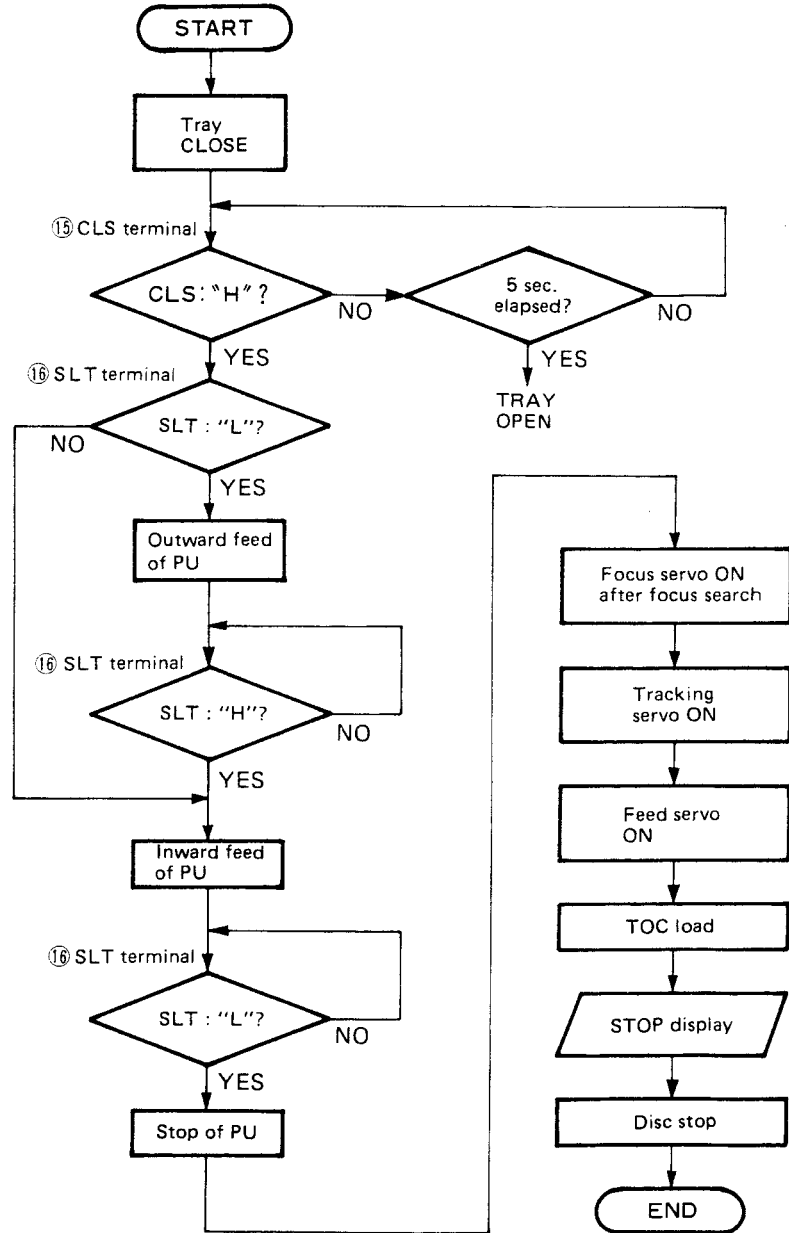 START
Tray
CLOSE
⑮ CLS terminal
CLS: "H" ?
NO
YES
5 sec.
elapsed?
NO
YES
TRAY
OPEN
⑯ SLT terminal
SLT : "L"?
NO
YES
Outward feed
of PU
⑯ SLT terminal
SLT : "H"?
NO
YES
Inward feed
of PU
⑯ SLT terminal
SLT : "L"?
NO
YES
Stop of PU
Focus servo ON
after focus search
Tracking
servo ON
Feed servo
ON
TOC load
STOP display
Disc stop
END